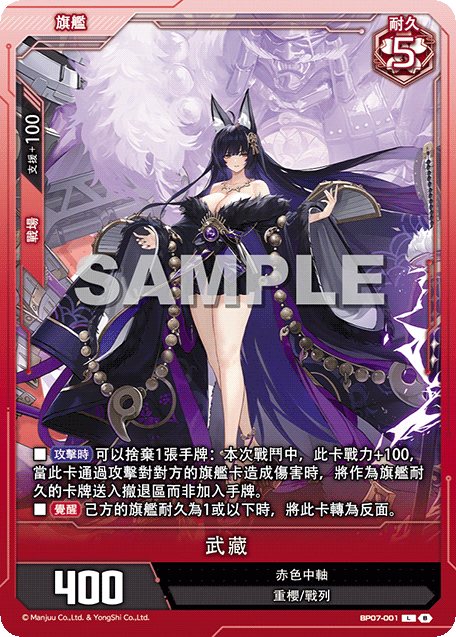 旗艦
耐久
5
支援+100
戰場
SAMPLE
■ 攻擊時 可以捨棄1張手牌：本次戰鬥中，此卡戰力+100，
當此卡通過攻擊對對方的旗艦卡造成傷害時，將作為旗艦耐
久的卡牌送入撤退區而非加入手牌。
■ 覺醒 己方的旗艦耐久為1或以下時，將此卡轉為反面。
武藏
400
赤色中軸
重櫻/戰列
© Manjuu Co.,Ltd. & YongShi Co.,Ltd.
BP07-001 L